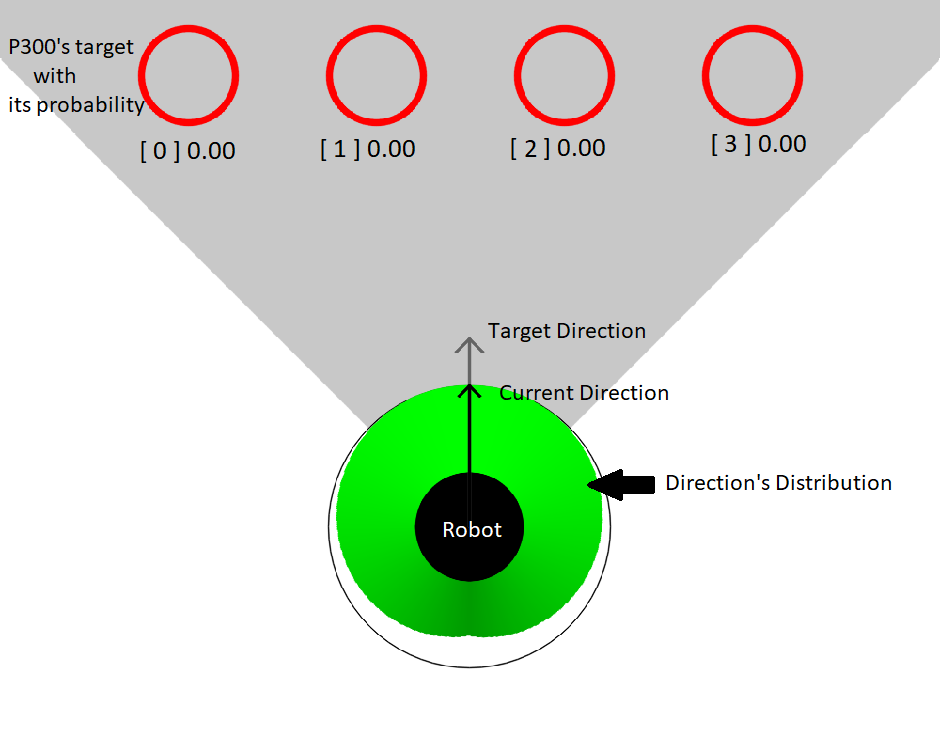 P300's target
with
its probability
[ 0 ] 0.00
[ 1 ] 0.00
[ 2 ] 0.00
[ 3 ] 0.00
Target Direction
Current Direction
Direction's Distribution
Robot